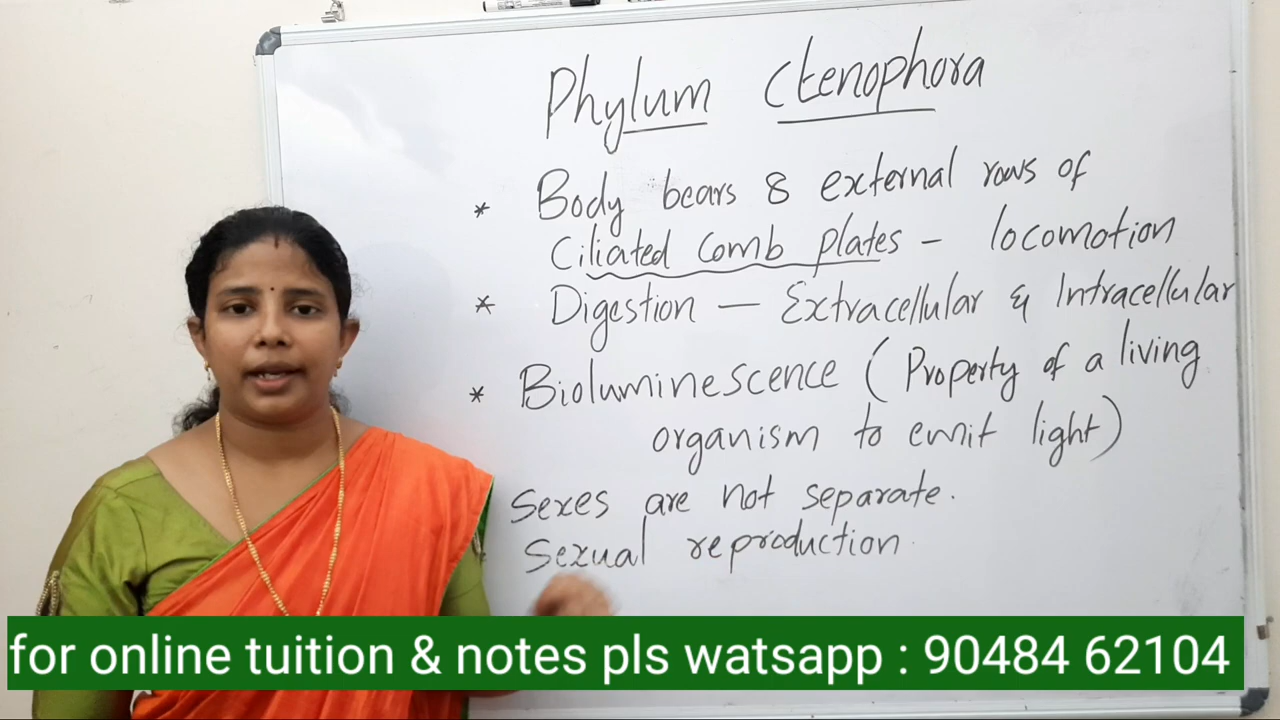 Phylum Ctenophora
* Body bears 8 external rows of
Ciliated Comb plates - locomotion
* Digestion — Extracellular & Intracellular
* Bioluminescence (Property of a living
organism to emit light)
Sexes are not separate.
Sexual reproduction.
for online tuition & notes pls watsapp : 90484 62104